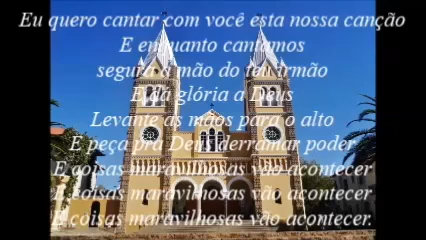 Eu quero cantar com você esta nossa canção
E enquanto cantamos
segura a mão do teu irmão
E dá glória a Deus
Levante as mãos para o alto
E peça pra Deus derramar poder
E coisas maravilhosas vão acontecer
E coisas maravilhosas vão acontecer
E coisas maravilhosas vão acontecer.